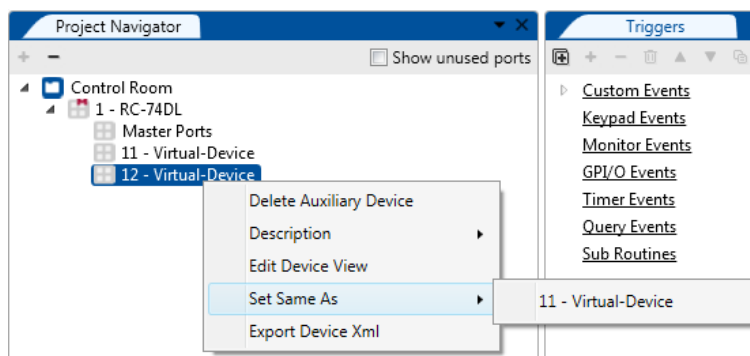 Project Navigator
Show unused ports
Control Room
1 - RC-74DL
Master Ports
11 - Virtual-Device
12 - Virtual-Device
Delete Auxiliary Device
Description
Edit Device View
Set Same As
Export Device Xml
11 - Virtual-Device
Triggers
Custom Events
Keypad Events
Monitor Events
GPI/O Events
Timer Events
Query Events
Sub Routines